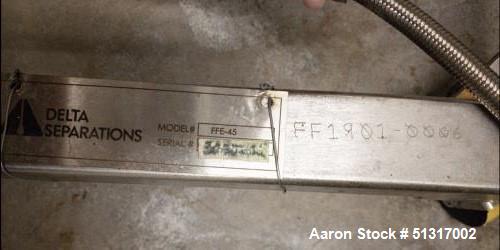 DELTA
SEPARATIONS
MODEL# FFE-45
SERIAL #
FF1901-0006
Aaron Stock # 51317002